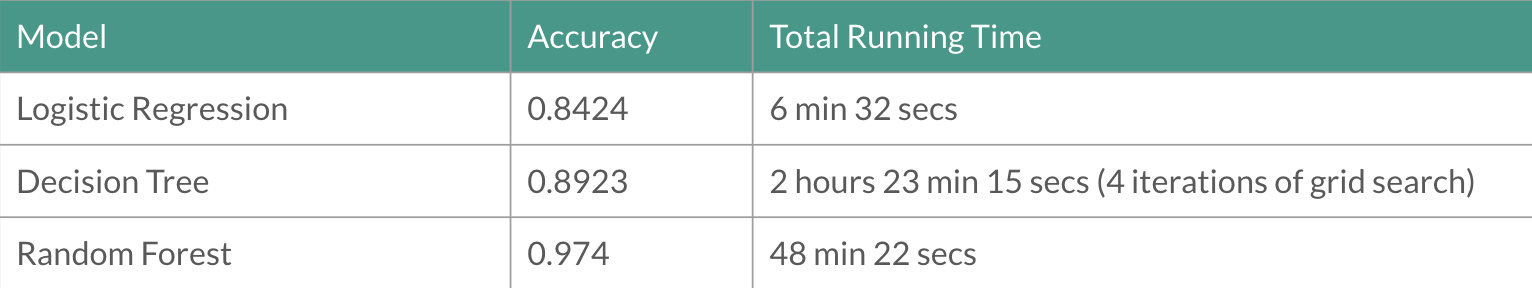 Model Accuracy Total Running Time
Logistic Regression 0.8424 6 min 32 secs
Decision Tree 0.8923 2 hours 23 min 15 secs (4 iterations of grid search)
Random Forest 0.974 48 min 22 secs